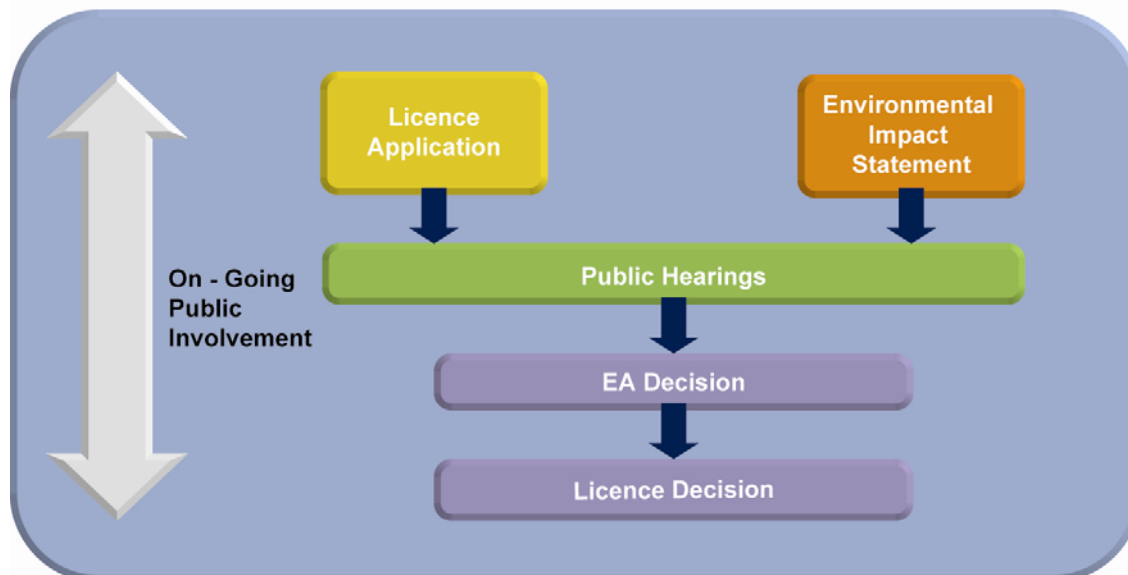 Licence
Application
Environmental
Impact
Statement
On - Going
Public
Involvement
Public Hearings
EA Decision
Licence Decision